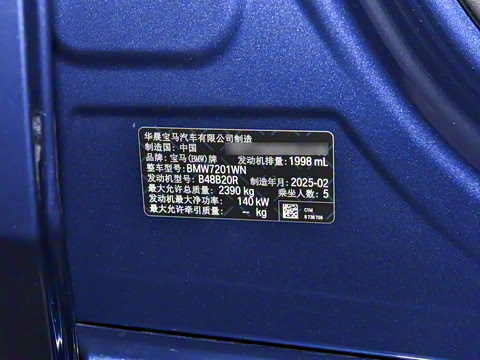 华晟宝马汽车有限公司制造
制造国: 中国
品牌: 宝马(BMW)牌 发动机排量: 1998 mL
整车型号: BMW7201WN
发动机型号: B48B20R 制造年月: 2025-02
最大允许总质量: 2390 kg 乘坐人数: 5
发动机最大净功率: 140 kW
最大允许牵引质量: -- kg